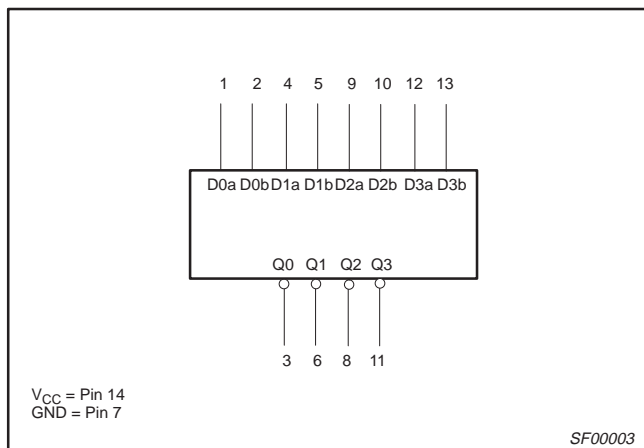 1 2 4 5 9 10 12 13
D0a D0b D1a D1b D2a D2b D3a D3b
Q0 Q1 Q2 Q3
3 6 8 11
VCC = Pin 14
GND = Pin 7
SF00003